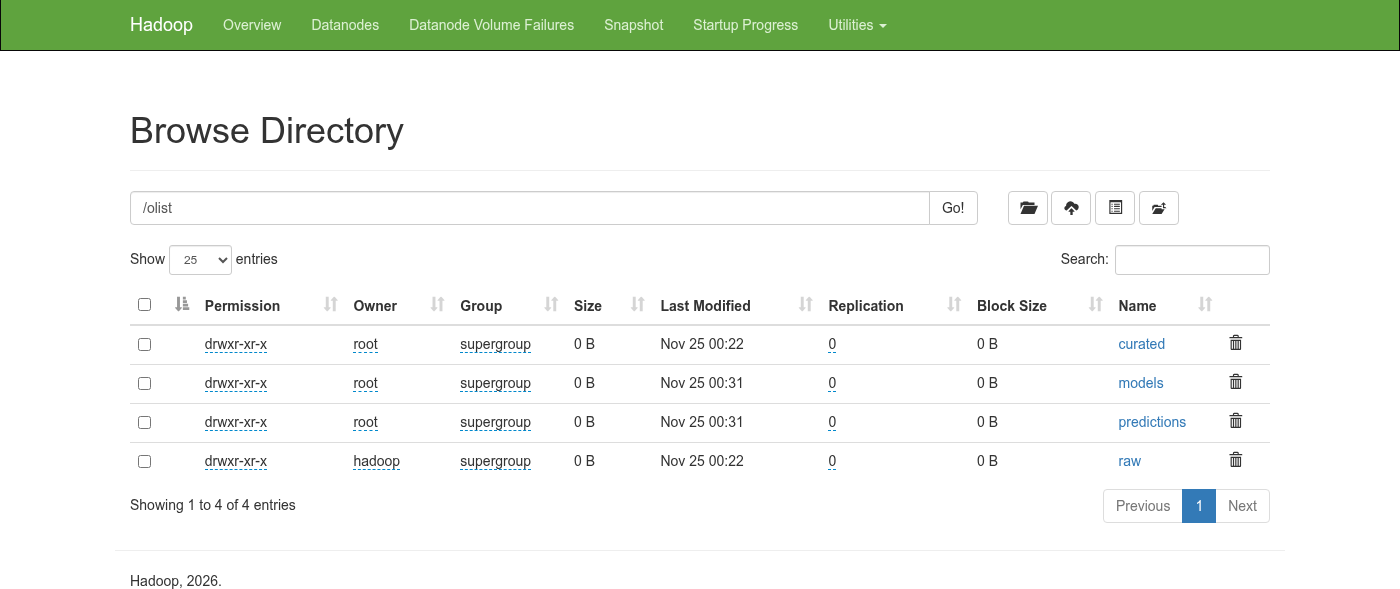 Hadoop Overview Datanodes Datanode Volume Failures Snapshot Startup Progress Utilities
Browse Directory
/olist Go!
Show 25 entries Search:
Permission Owner Group Size Last Modified Replication Block Size Name
drwxr-xr-x root supergroup 0 B Nov 25 00:22 0 0 B curated
drwxr-xr-x root supergroup 0 B Nov 25 00:31 0 0 B models
drwxr-xr-x root supergroup 0 B Nov 25 00:31 0 0 B predictions
drwxr-xr-x hadoop supergroup 0 B Nov 25 00:22 0 0 B raw
Showing 1 to 4 of 4 entries Previous 1 Next
Hadoop, 2026.